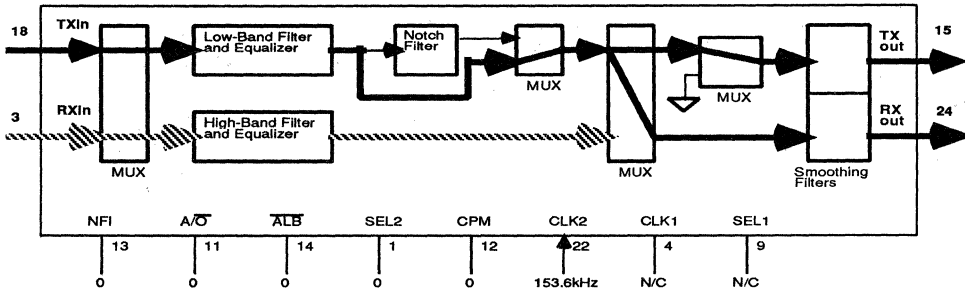 18 TXin Low-Band Filter and Equalizer Notch Filter TX out 15
MUX
MUX
3 RXin High-Band Filter and Equalizer RX out 24
MUX
MUX
Smoothing Filters
NFI A/O̅ A̅L̅B̅ SEL2 CPM CLK2 CLK1 SEL1
13 11 14 1 12 22 4 9
0 0 0 0 0 153.6kHz N/C N/C